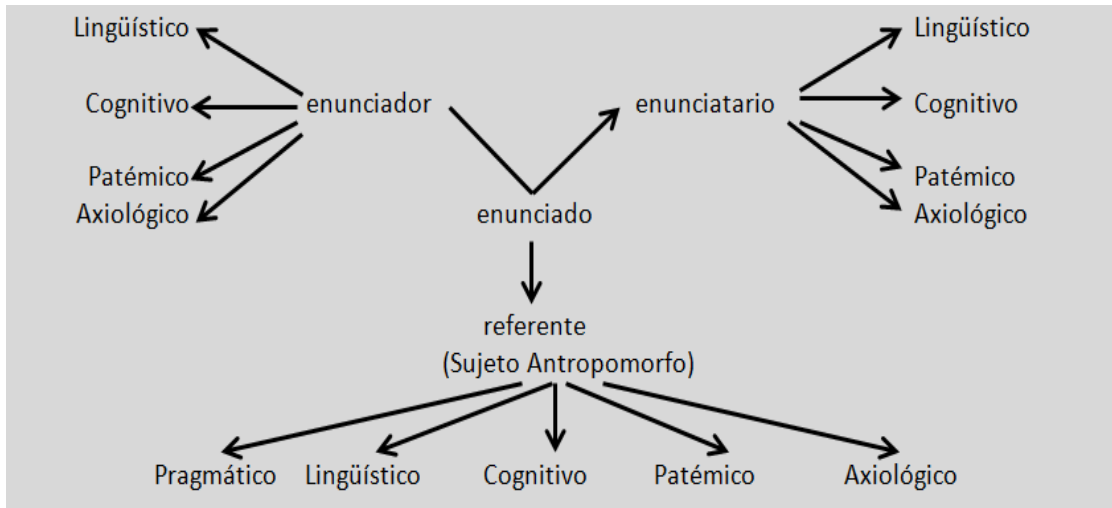 Lingüístico
Cognitivo
Patémico
Axiológico
enunciador
enunciatario
Lingüístico
Cognitivo
Patémico
Axiológico
enunciado
referente
(Sujeto Antropomorfo)
Pragmático Lingüístico Cognitivo Patémico Axiológico